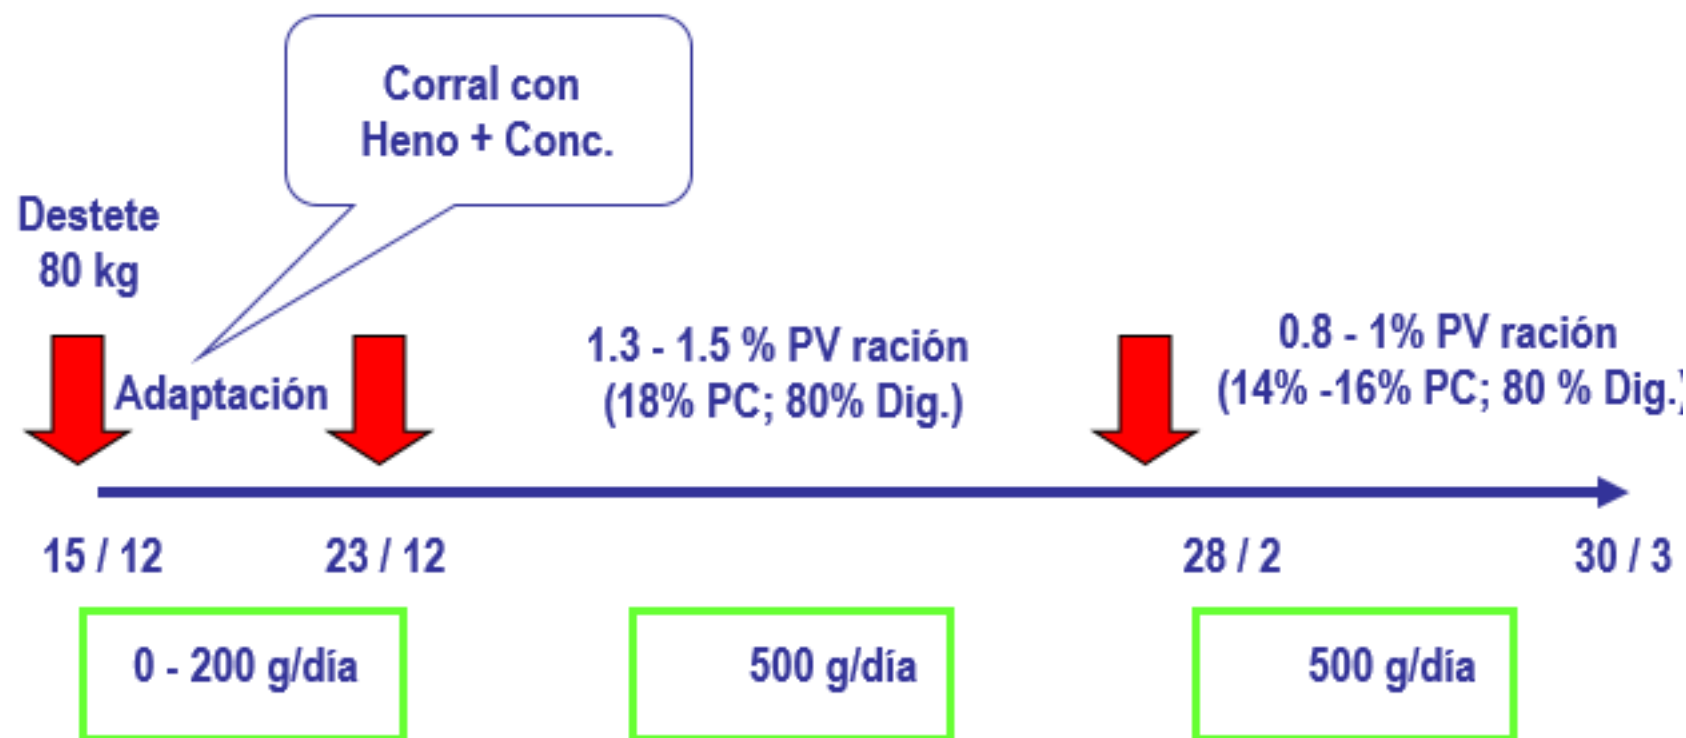 Corral con
Heno + Conc.
Destete
80 kg
Adaptación
1.3 - 1.5 % PV ración
(18% PC; 80% Dig.)
0.8 - 1% PV ración
(14% -16% PC; 80 % Dig.)
15 / 12
23 / 12
28 / 2
30 / 3
0 - 200 g/día
500 g/día
500 g/día